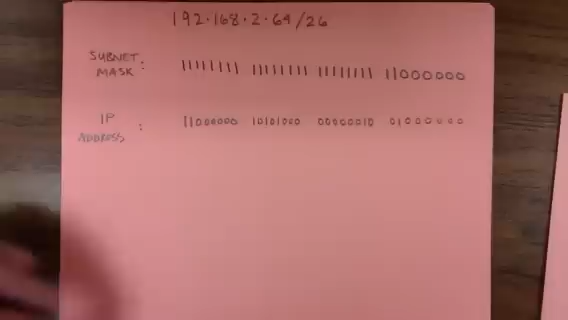 192.168.2.64/26
SUBNET
MASK : 11111111 11111111 11111111 11000000
IP
ADDRESS : 11000000 10101000 00000010 01000000